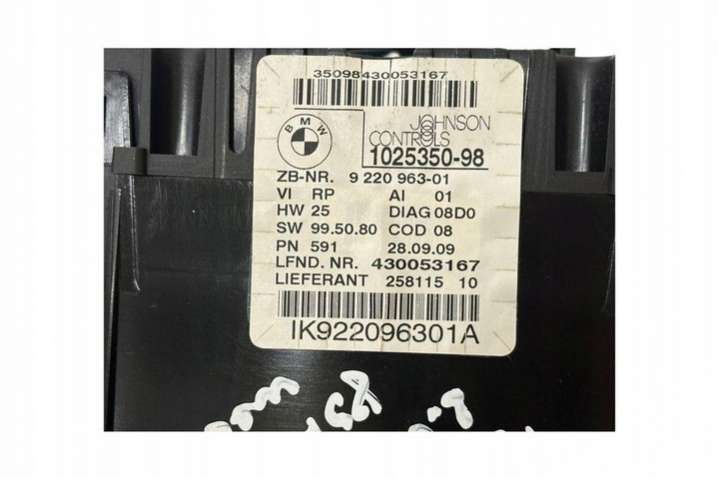 35098430053167
BMW
JOHNSON
CONTROLS
1025350-98
ZB-NR. 9 220 963-01
VI RP AI 01
HW 25 DIAG 08D0
SW 99.50.80 COD 08
PN 591 28.09.09
LFND. NR. 430053167
LIEFERANT 258115 10
IK922096301A